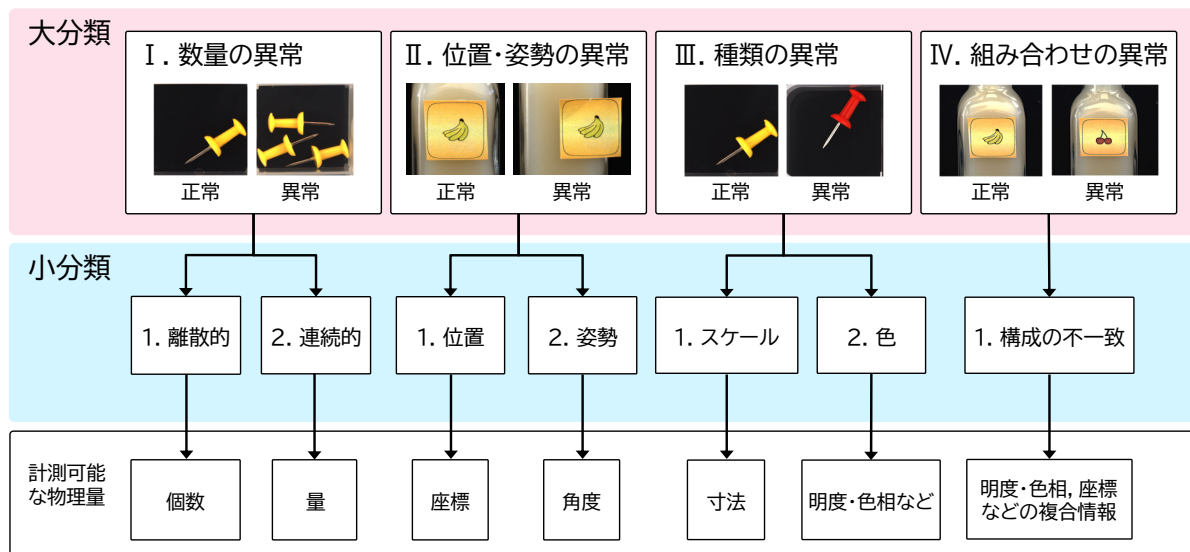 大分類
Ⅰ. 数量の異常
正常
異常
Ⅱ. 位置・姿勢の異常
正常
異常
Ⅲ. 種類の異常
正常
異常
Ⅳ. 組み合わせの異常
正常
異常
小分類
1. 離散的
2. 連続的
1. 位置
2. 姿勢
1. スケール
2. 色
1. 構成の不一致
計測可能
な物理量
個数
量
座標
角度
寸法
明度・色相など
明度・色相, 座標
などの複合情報